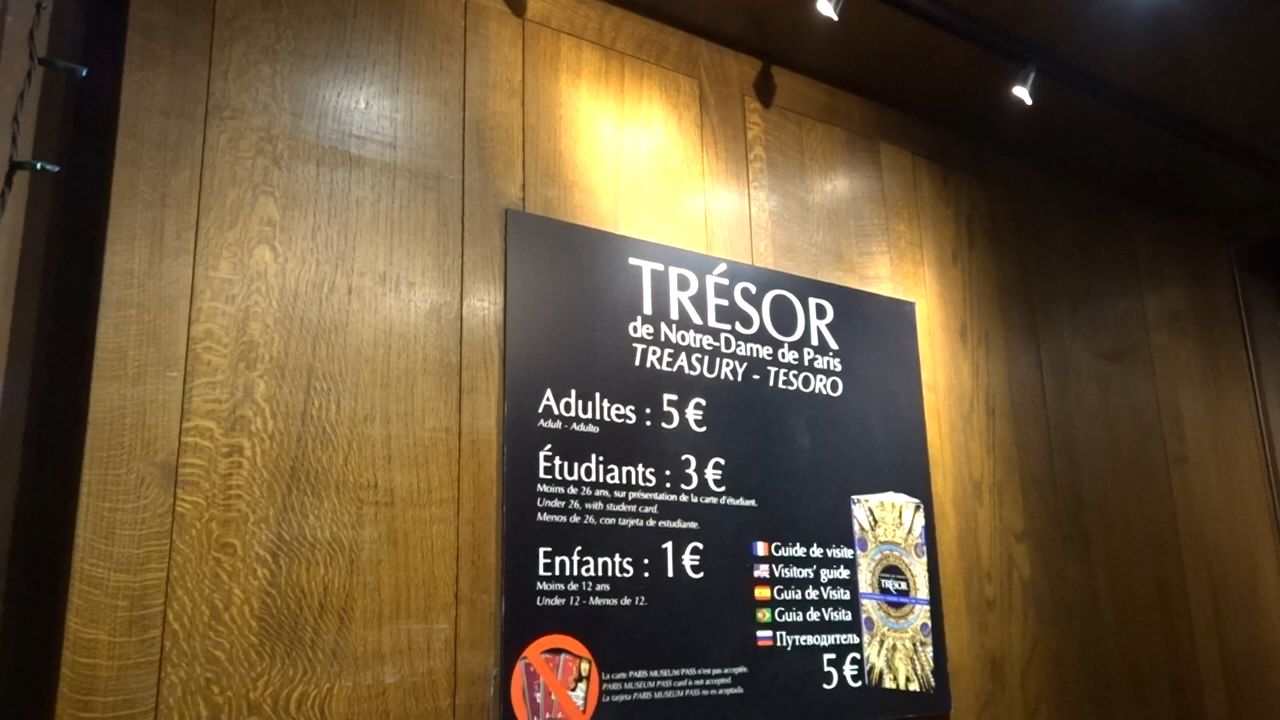 TRÉSOR
de Notre-Dame de Paris
TREASURY - TESORO
Adultes : 5€
Adult - Adulto
Étudiants : 3€
Moins de 26 ans, sur présentation de la carte d'étudiant.
Under 26, with student card.
Menos de 26, con tarjeta de estudiante.
Enfants : 1€
Moins de 12 ans
Under 12 - Menos de 12.
Guide de visite
Visitors' guide
Guia de Visita
Guia de Visita
Путеводитель
5€
TRÉSOR
La carte PARIS MUSEUM PASS n'est pas acceptée.
PARIS MUSEUM PASS card is not accepted.
La tarjeta PARIS MUSEUM PASS no es aceptada.